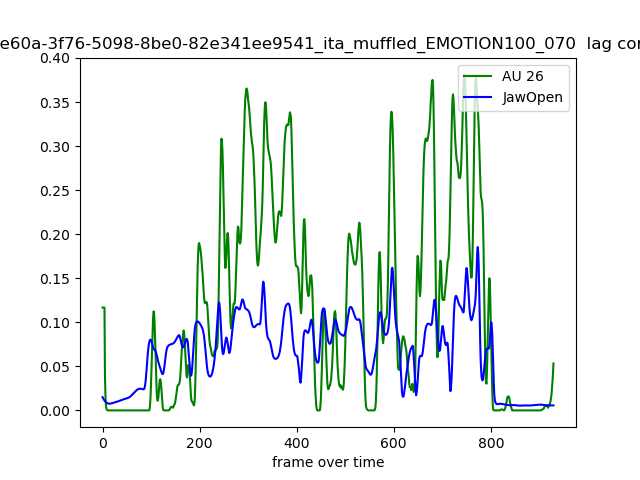 e60a-3f76-5098-8be0-82e341ee9541_ita_muffled_EMOTION100_070 lag cor
0.40
0.35
0.30
0.25
0.20
0.15
0.10
0.05
0.00
AU 26
JawOpen
0 200 400 600 800
frame over time